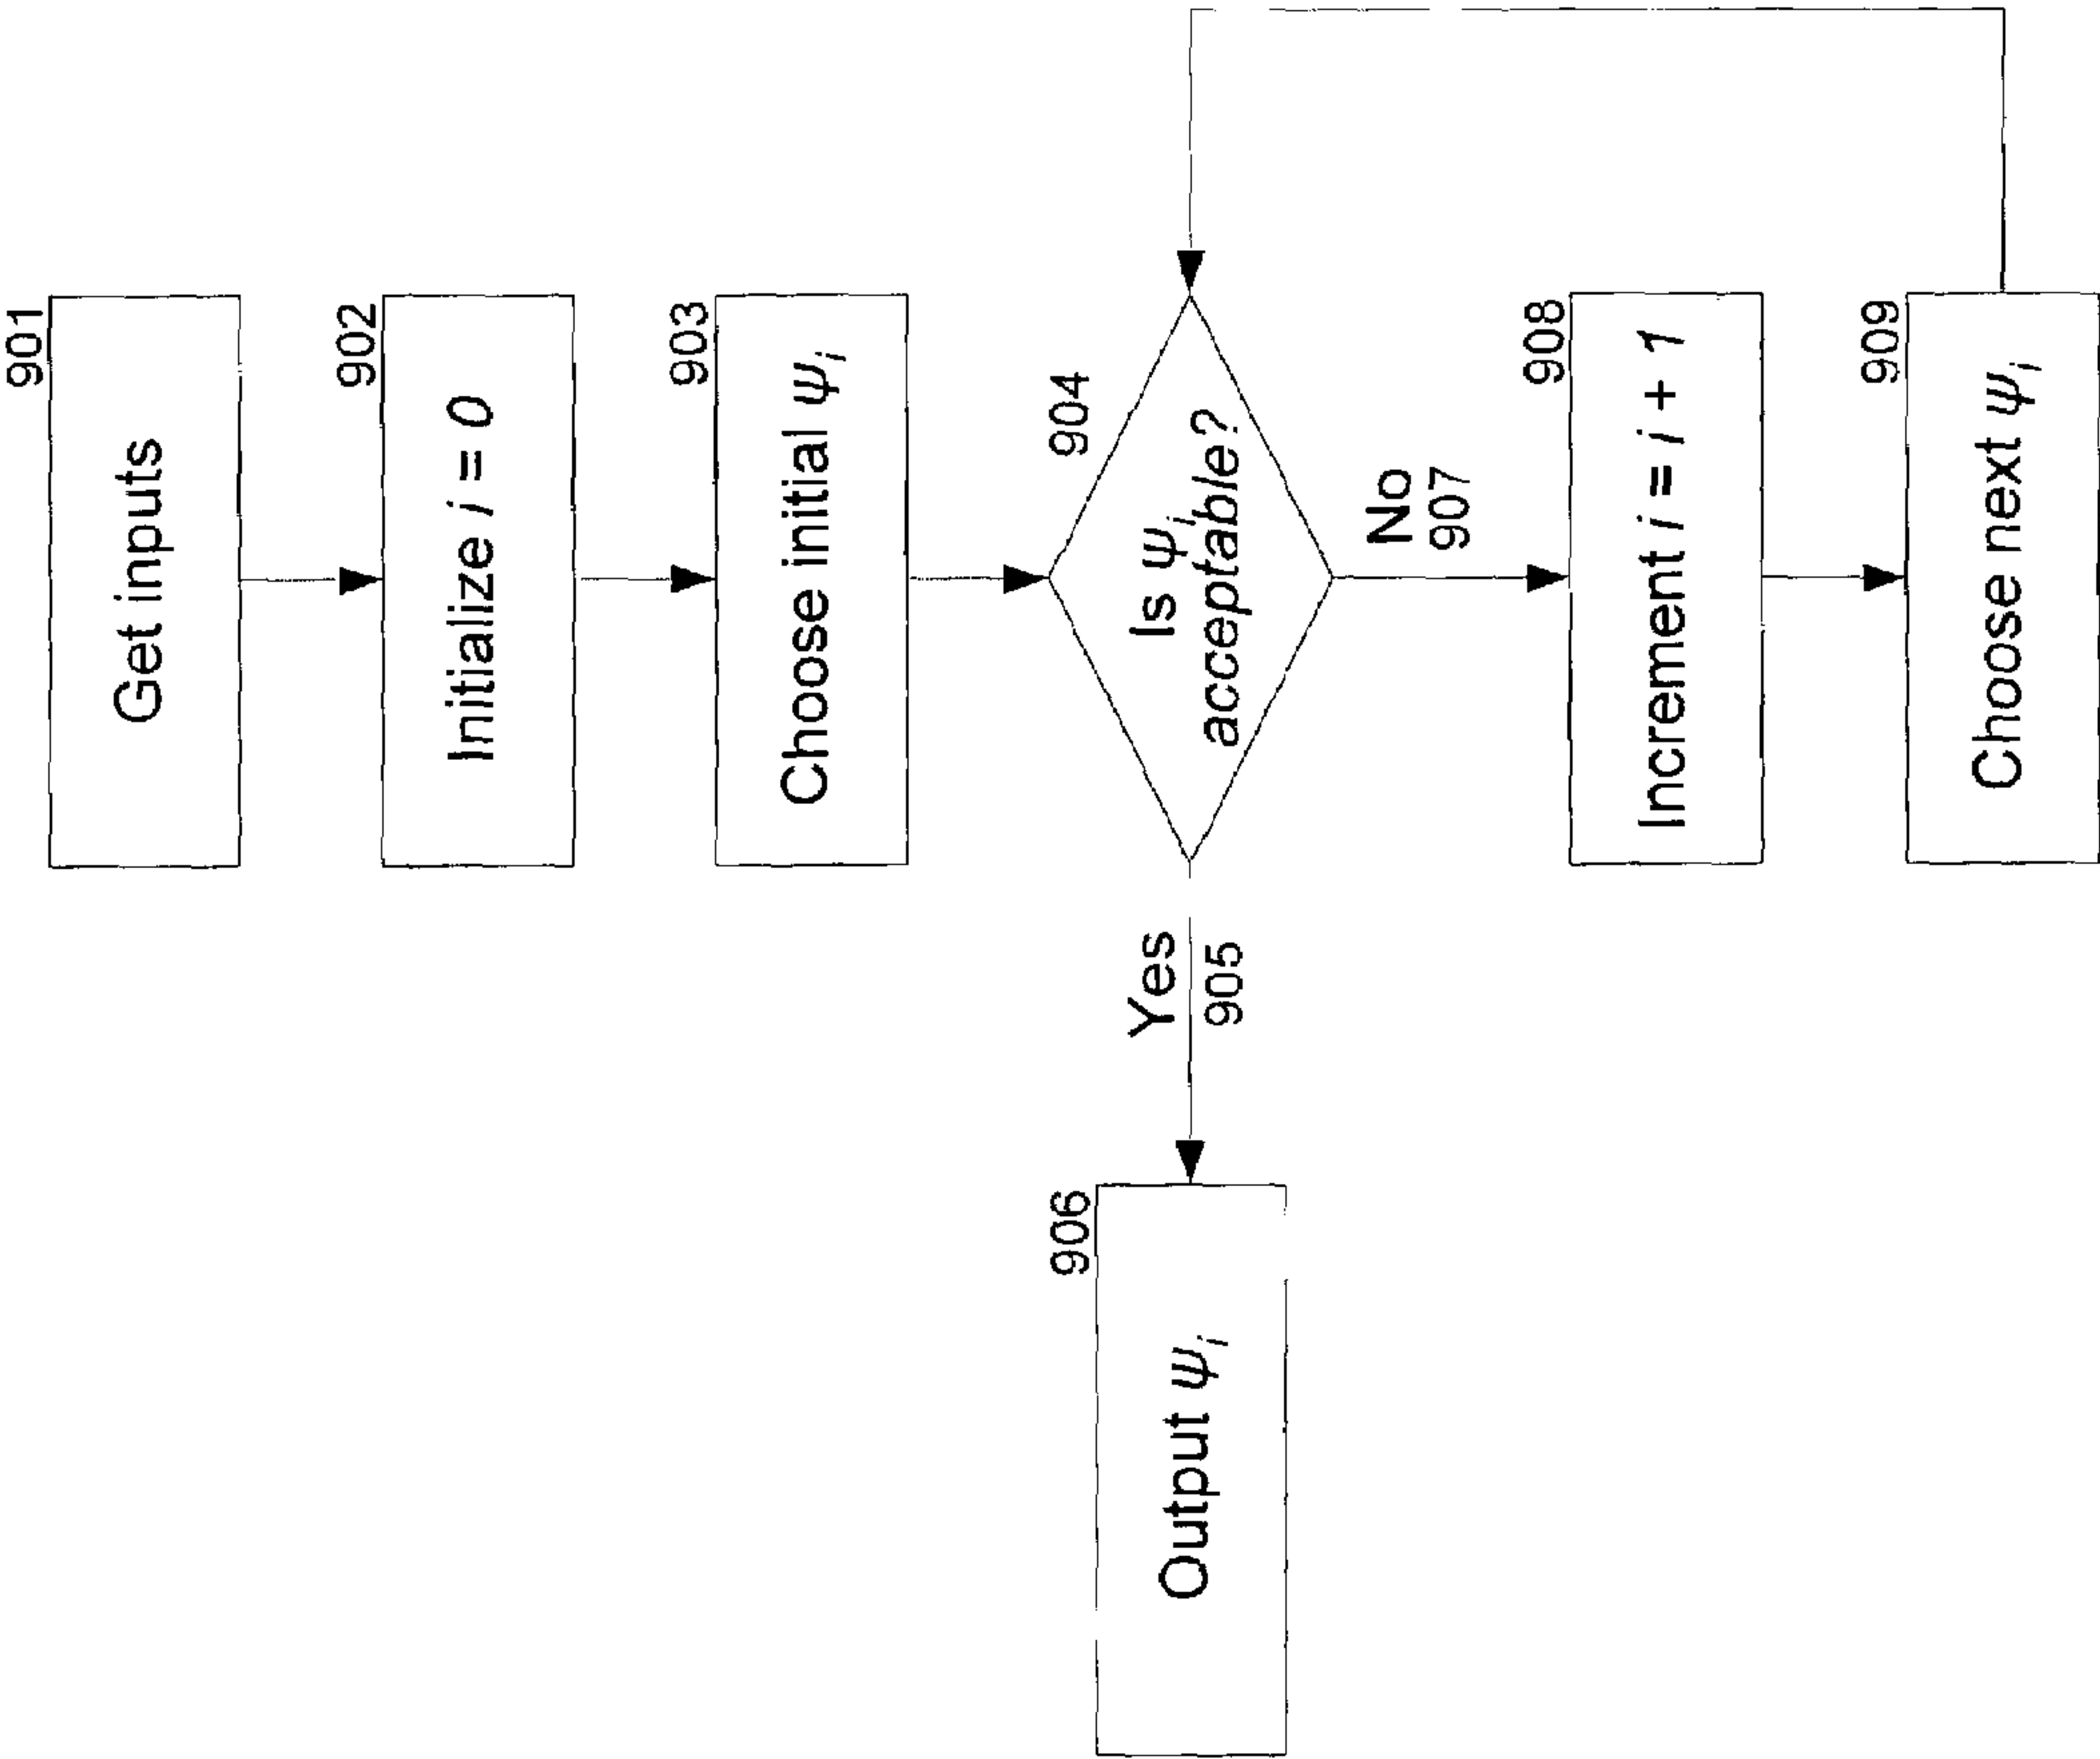 901
Get inputs
902
Initialize i = 0
903
Choose initial ψi
904
Is ψi
acceptable?
Yes
905
906
Output ψi
No
907
908
Increment i = i + 1
909
Choose next ψi